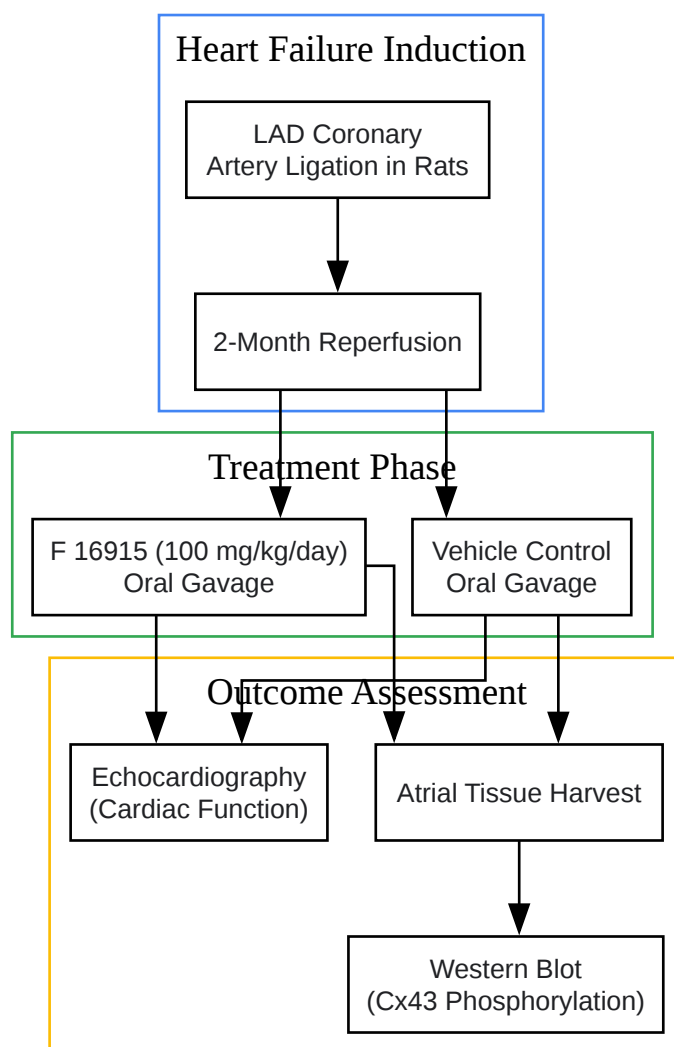 Heart Failure Induction
LAD Coronary
Artery Ligation in Rats
2-Month Reperfusion
Treatment Phase
F 16915 (100 mg/kg/day)
Oral Gavage
Vehicle Control
Oral Gavage
Outcome Assessment
Echocardiography
(Cardiac Function)
Atrial Tissue Harvest
Western Blot
(Cx43 Phosphorylation)